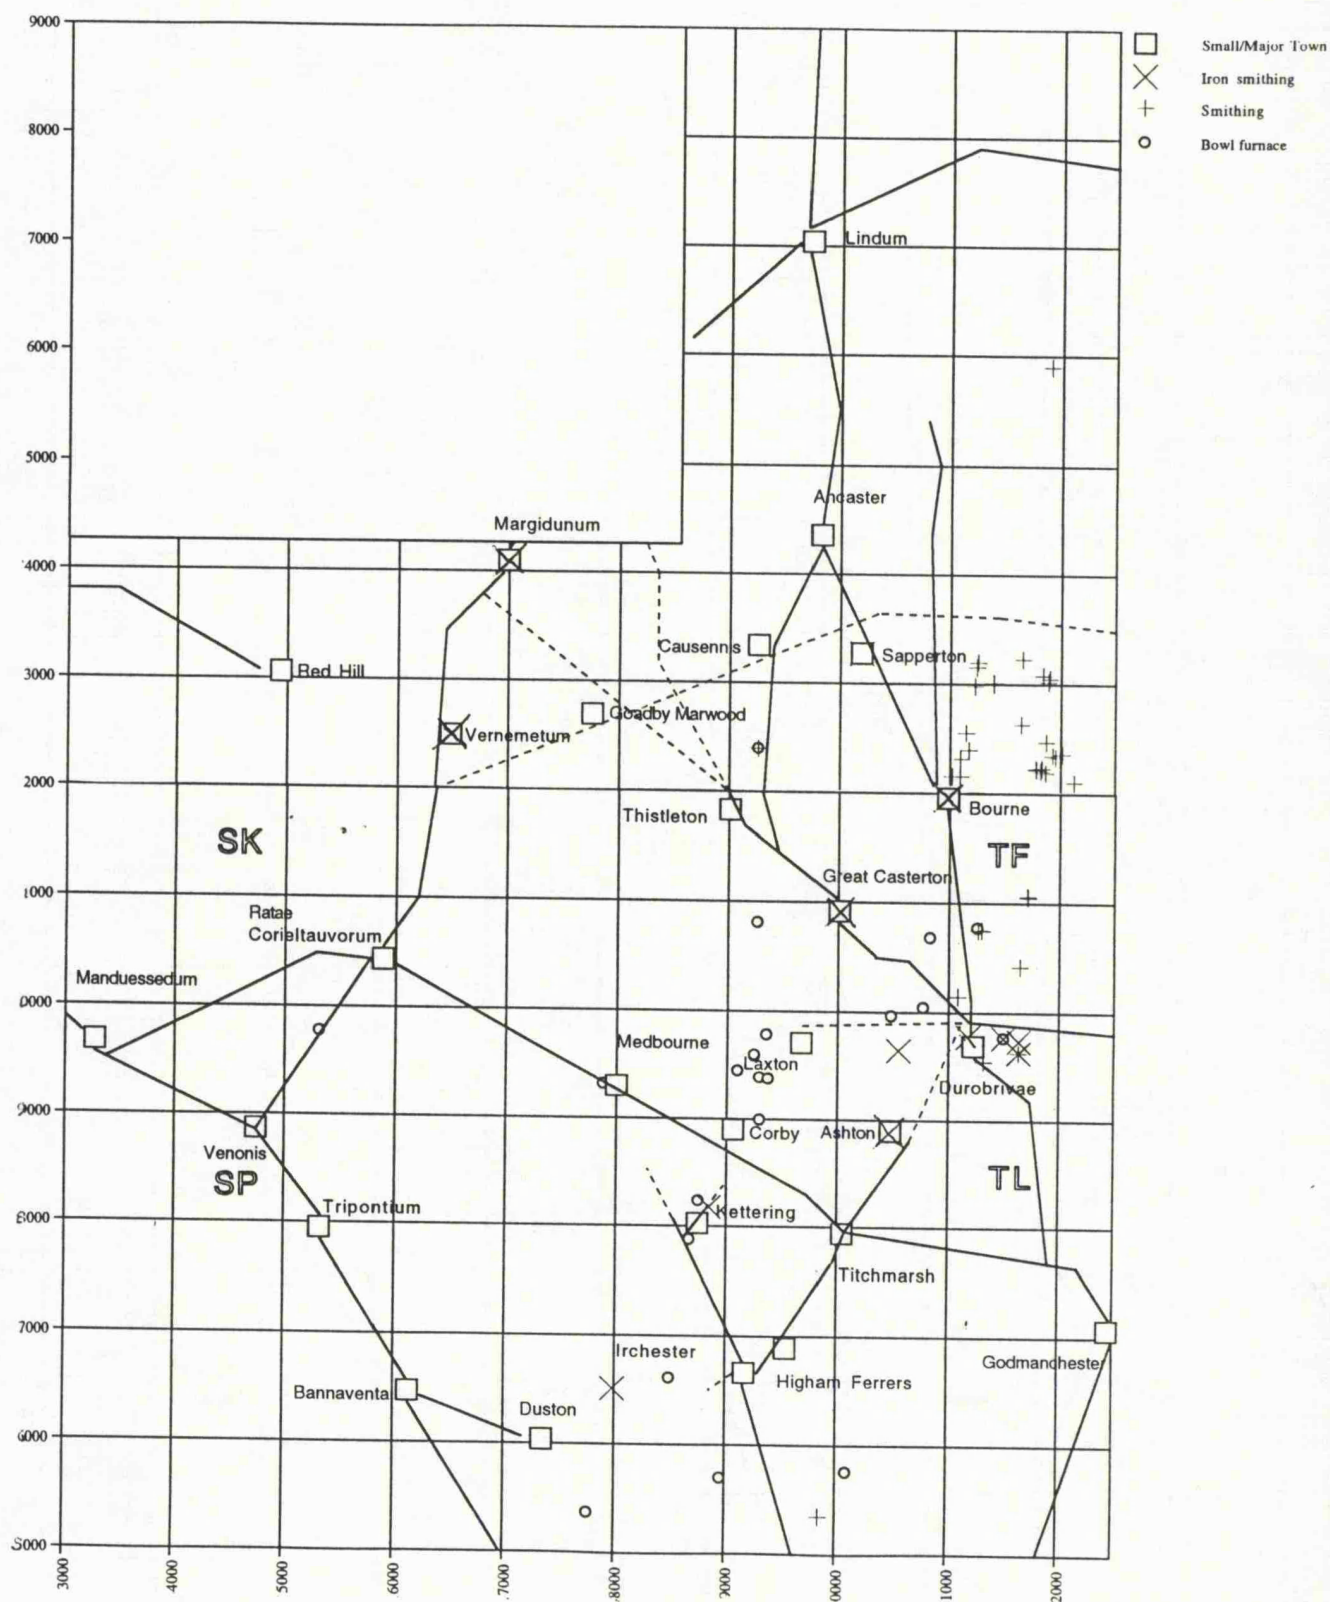 9000
8000
7000
6000
5000
4000
3000
2000
1000
0000
9000
8000
7000
6000
5000
Small/Major Town
Iron smithing
Smithing
Bowl furnace
Lindum
Ancaster
Margidunum
Causennis
Sapperton
Red Hill
Goadby Marwood
Vernemetum
Thistleton
Bourne
SK
TF
Great Casterton
Ratae
Corieltauvorum
Manduessedum
Medbourne
Laxton
Durobrivae
Corby
Ashton
Venonis
SP
TL
Tripontium
Kettering
Titchmarsh
Irchester
Godmanchester
Higham Ferrers
Bannaventa
Duston
3000
4000
5000
6000
7000
8000
9000
0000
1000
2000